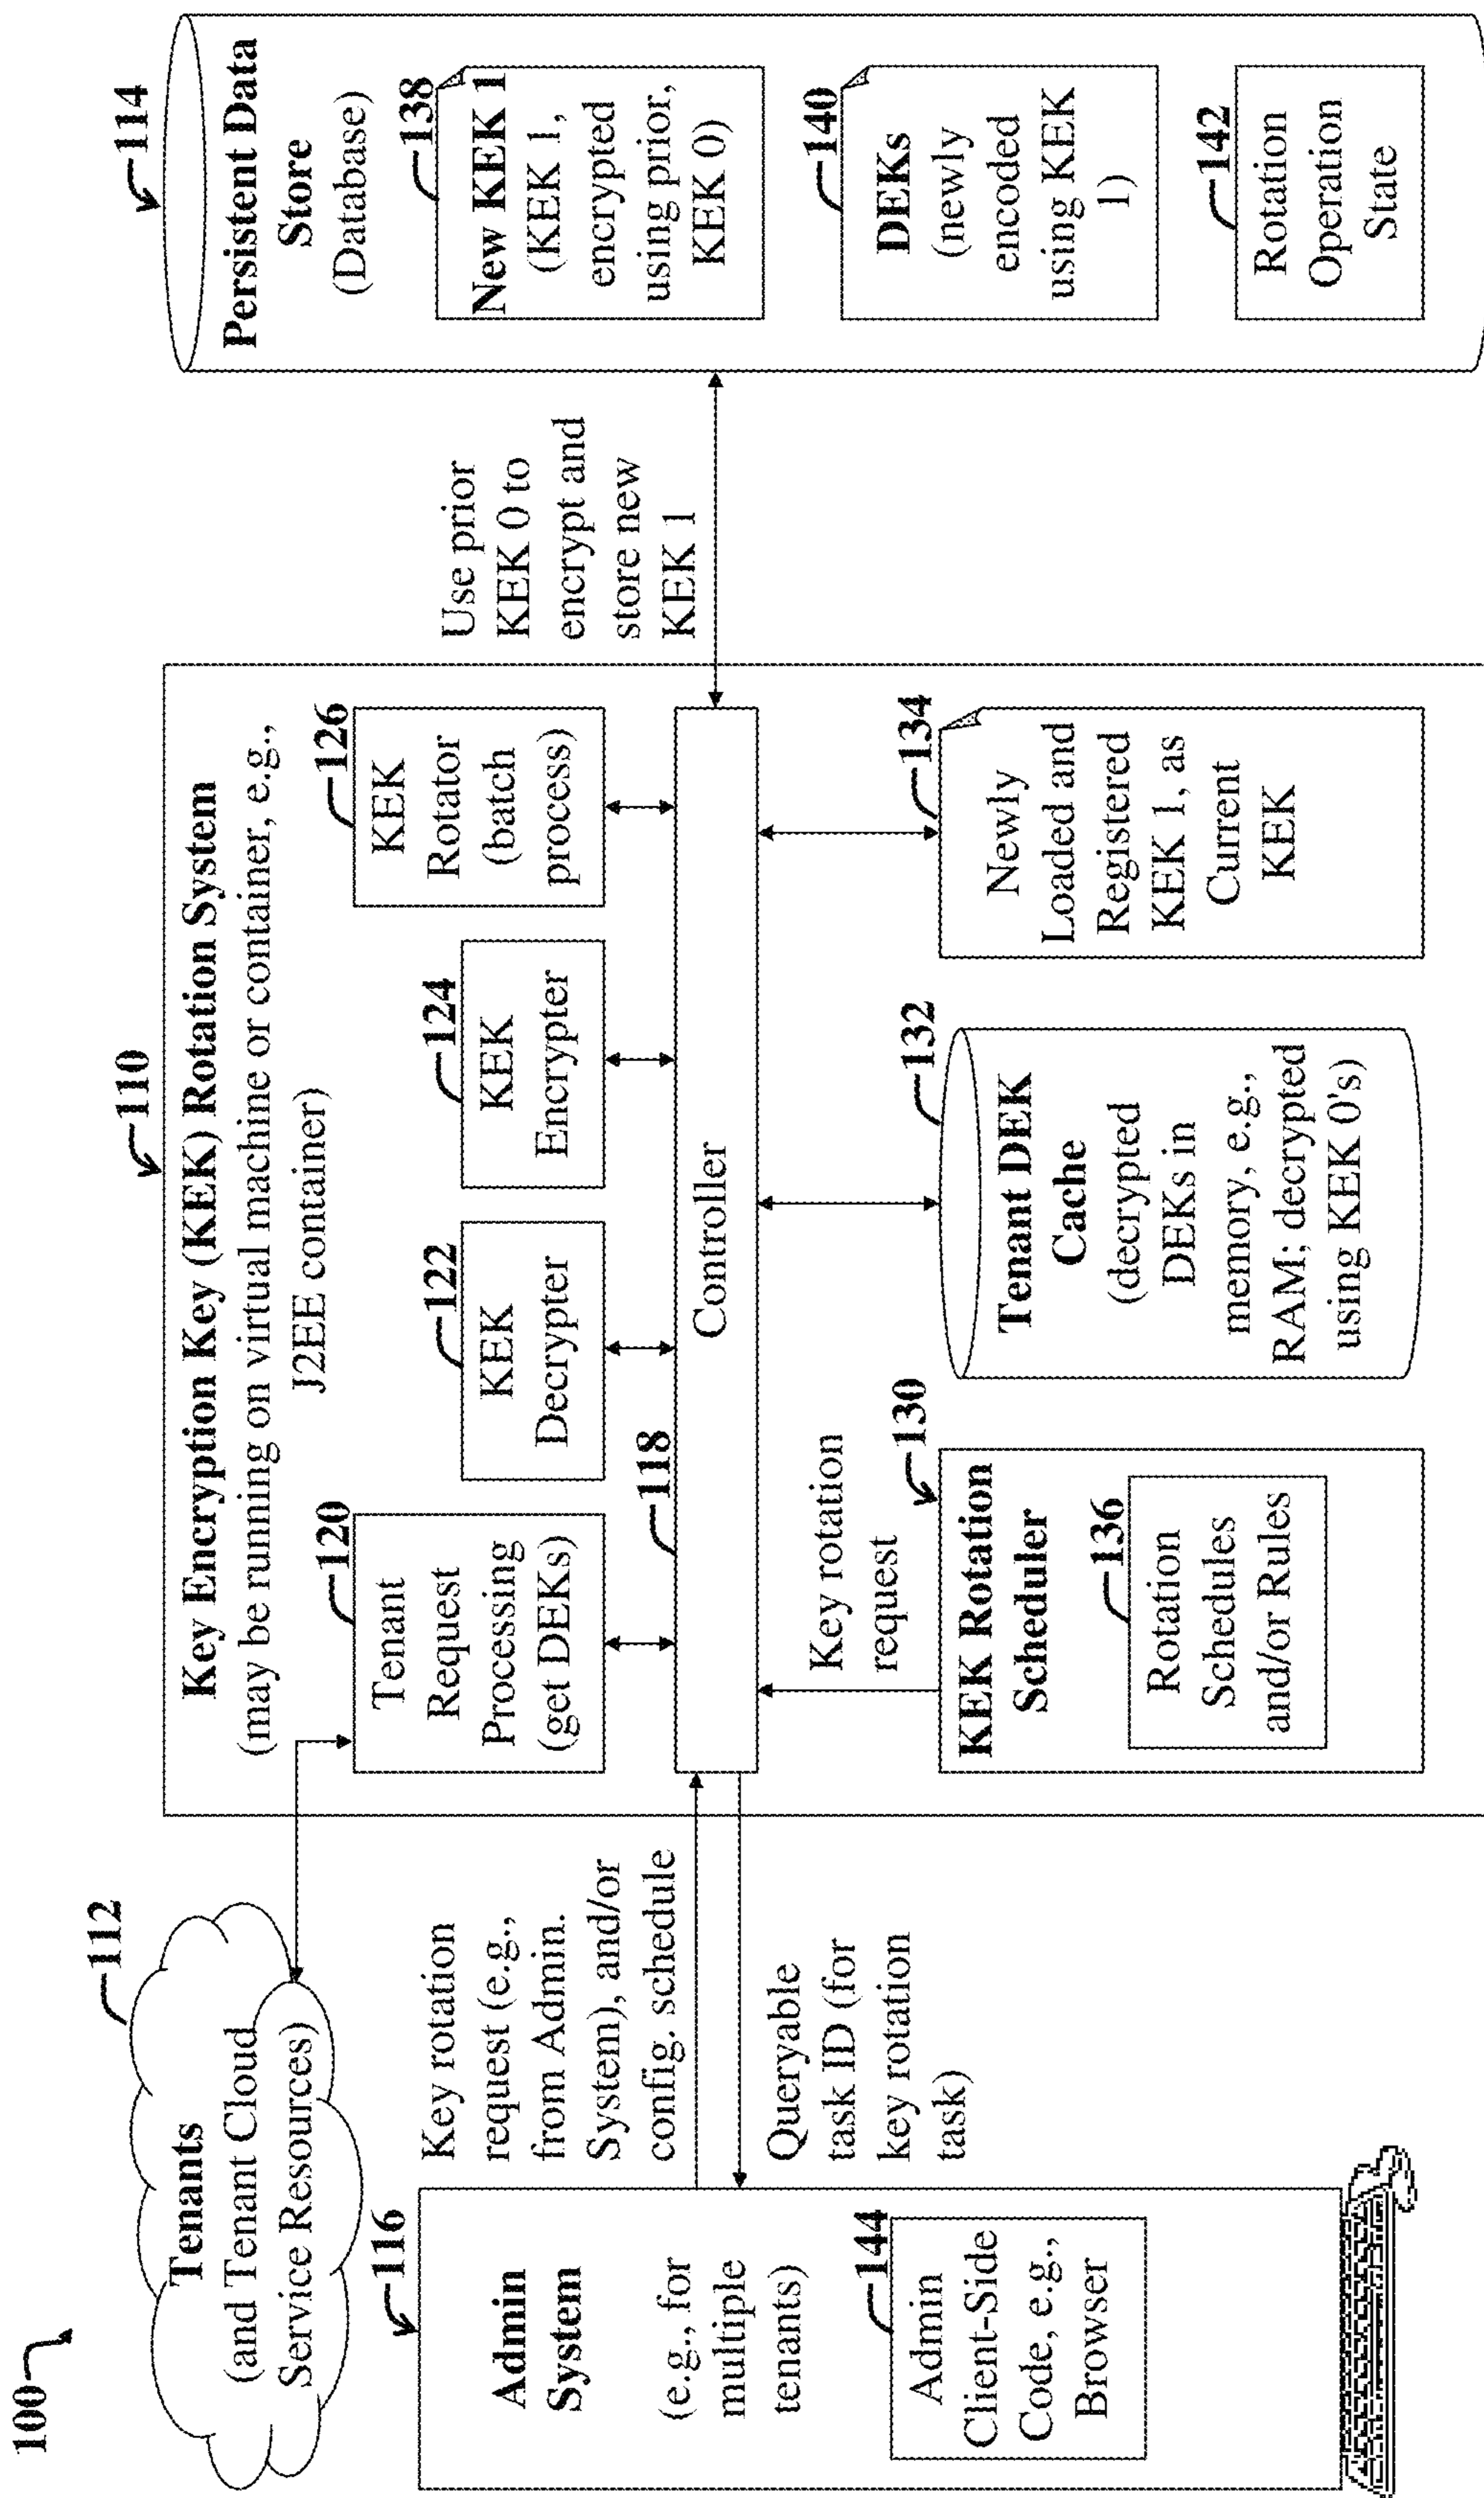 100
112
Tenants
(and Tenant Cloud
Service Resources)
116
Admin
System
(e.g., for
multiple
tenants)
144
Admin
Client-Side
Code, e.g.,
Browser
Key rotation
request (e.g.,
from Admin.
System), and/or
config. schedule
Queryable
task ID (for
key rotation
task)
110
Key Encryption Key (KEK) Rotation System
(may be running on virtual machine or container, e.g.,
J2EE container)
120
Tenant
Request
Processing
(get DEKs)
122
KEK
Decrypter
124
KEK
Encrypter
126
KEK
Rotator
(batch
process)
118
Controller
Key rotation
request
130
KEK Rotation
Scheduler
136
Rotation
Schedules
and/or Rules
132
Tenant DEK
Cache
(decrypted
DEKs in
memory, e.g.,
RAM; decrypted
using KEK 0's)
134
Newly
Loaded and
Registered
KEK 1, as
Current
KEK
Use prior
KEK 0 to
encrypt and
store new
KEK 1
114
Persistent Data
Store
(Database)
138
New KEK 1
(KEK 1,
encrypted
using prior,
KEK 0)
140
DEKs
(newly
encoded
using KEK
1)
142
Rotation
Operation
State